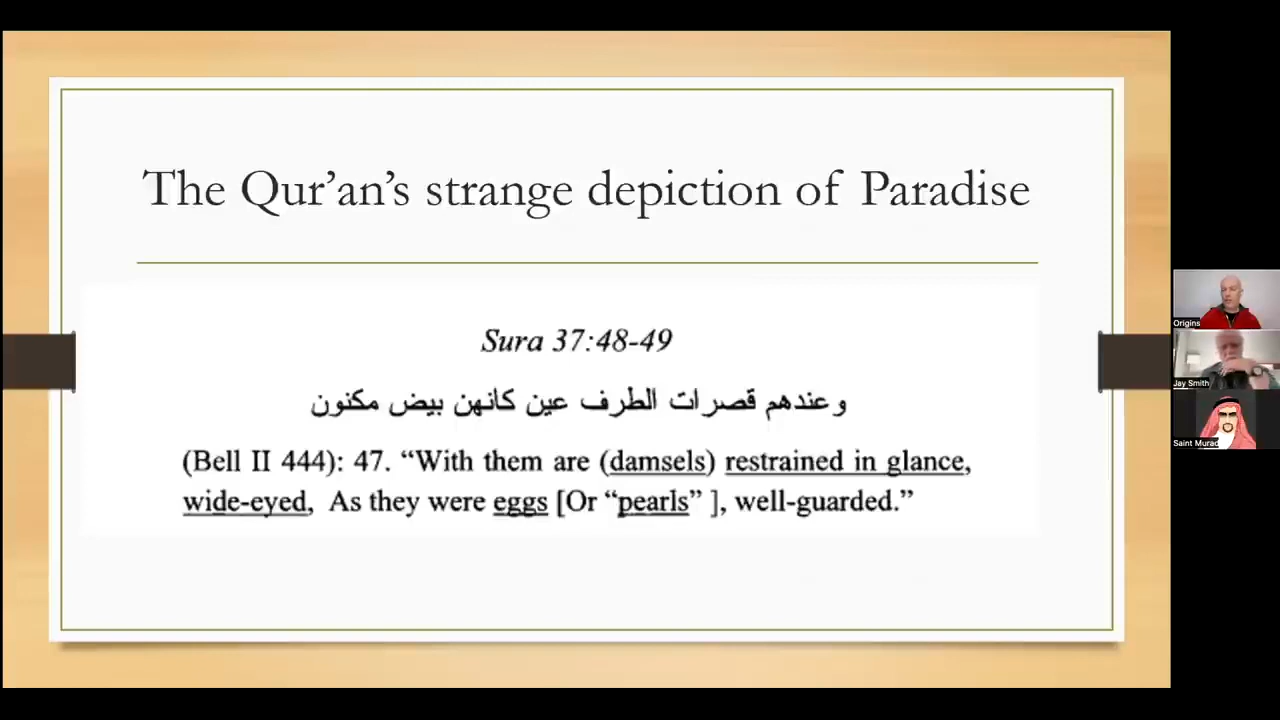 The Qur’an’s strange depiction of Paradise
Sura 37:48-49
وعندهم قصرات الطرف عين كانهن بيض مكنون
(Bell II 444): 47. “With them are (damsels) restrained in glance,
wide-eyed, As they were eggs [Or “pearls” ], well-guarded.”
Origins
Jay Smith
Saint Murad